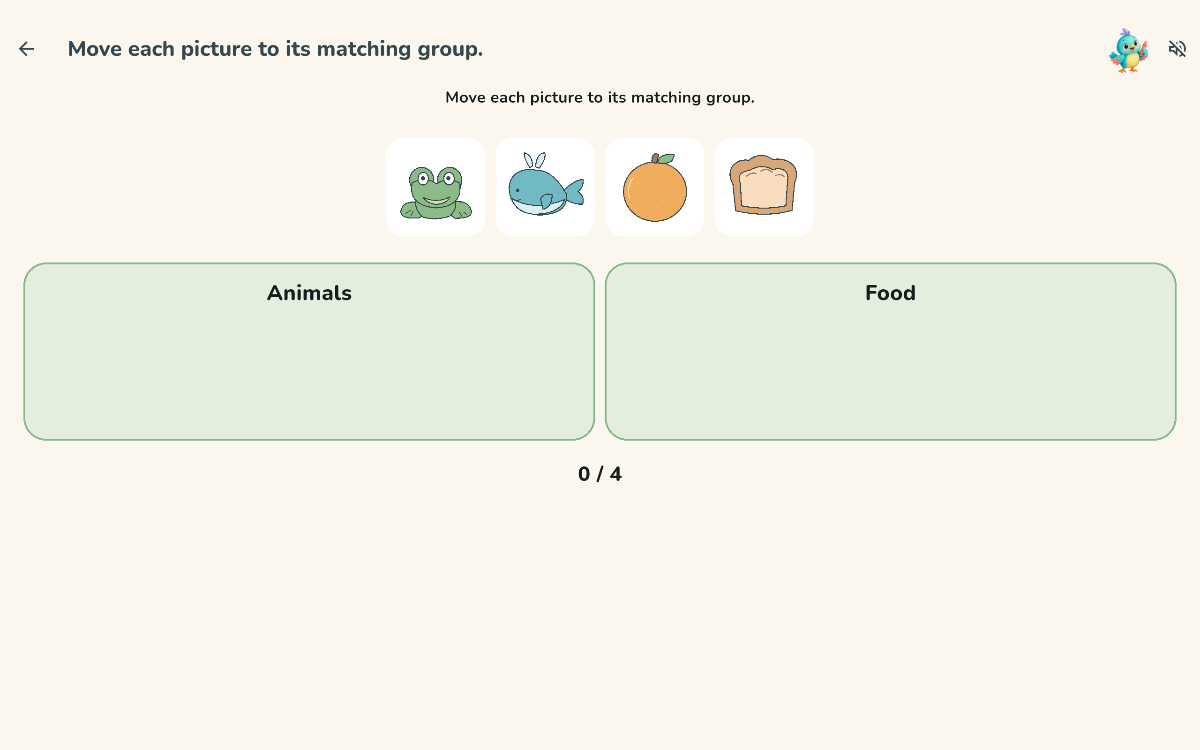 Move each picture to its matching group.
Move each picture to its matching group.
Animals
Food
0 / 4